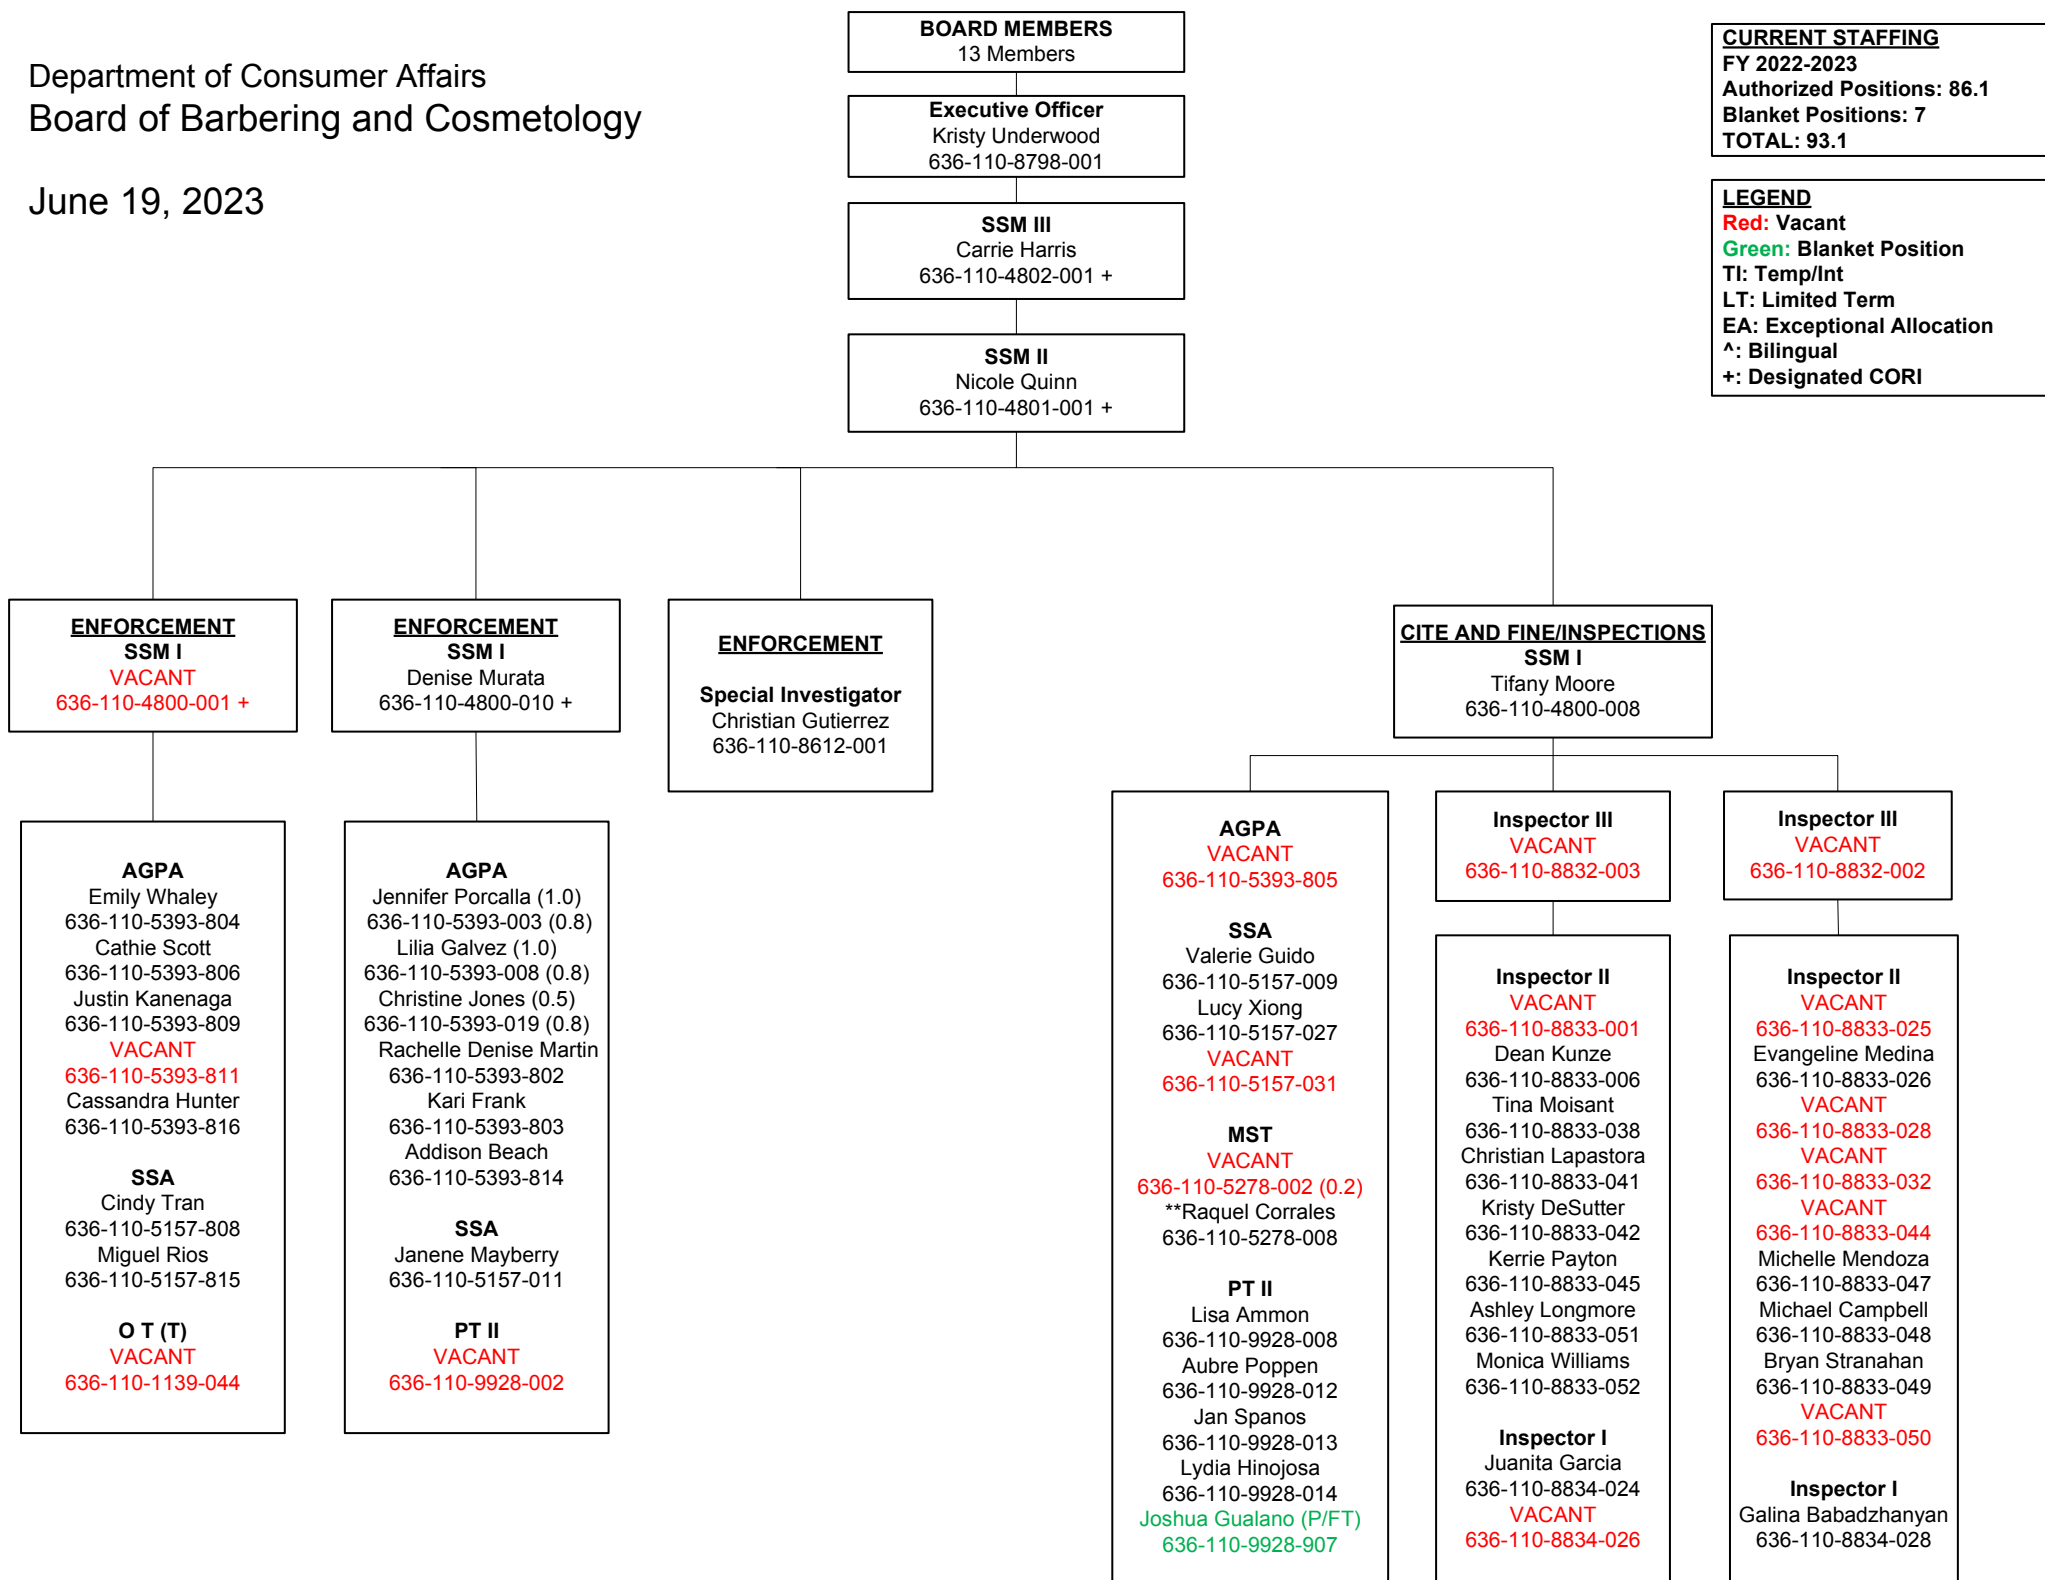 Department of Consumer Affairs
Board of Barbering and Cosmetology
June 19, 2023
BOARD MEMBERS
13 Members
Executive Officer
Kristy Underwood
636-110-8798-001
SSM III
Carrie Harris
636-110-4802-001 +
SSM II
Nicole Quinn
636-110-4801-001 +
CURRENT STAFFING
FY 2022-2023
Authorized Positions: 86.1
Blanket Positions: 7
TOTAL: 93.1
LEGEND
Red: Vacant
Green: Blanket Position
TI: Temp/Int
LT: Limited Term
EA: Exceptional Allocation
^: Bilingual
+: Designated CORI
ENFORCEMENT
SSM I
VACANT
636-110-4800-001 +
AGPA
Emily Whaley
636-110-5393-804
Cathie Scott
636-110-5393-806
Justin Kanenaga
636-110-5393-809
VACANT
636-110-5393-811
Cassandra Hunter
636-110-5393-816
SSA
Cindy Tran
636-110-5157-808
Miguel Rios
636-110-5157-815
O T (T)
VACANT
636-110-1139-044
ENFORCEMENT
SSM I
Denise Murata
636-110-4800-010 +
AGPA
Jennifer Porcalla (1.0)
636-110-5393-003 (0.8)
Lilia Galvez (1.0)
636-110-5393-008 (0.8)
Christine Jones (0.5)
636-110-5393-019 (0.8)
Rachelle Denise Martin
636-110-5393-802
Kari Frank
636-110-5393-803
Addison Beach
636-110-5393-814
SSA
Janene Mayberry
636-110-5157-011
PT II
VACANT
636-110-9928-002
ENFORCEMENT
Special Investigator
Christian Gutierrez
636-110-8612-001
CITE AND FINE/INSPECTIONS
SSM I
Tifany Moore
636-110-4800-008
AGPA
VACANT
636-110-5393-805
SSA
Valerie Guido
636-110-5157-009
Lucy Xiong
636-110-5157-027
VACANT
636-110-5157-031
MST
VACANT
636-110-5278-002 (0.2)
**Raquel Corrales
636-110-5278-008
PT II
Lisa Ammon
636-110-9928-008
Aubre Poppen
636-110-9928-012
Jan Spanos
636-110-9928-013
Lydia Hinojosa
636-110-9928-014
Joshua Gualano (P/FT)
636-110-9928-907
Inspector III
VACANT
636-110-8832-003
Inspector II
VACANT
636-110-8833-001
Dean Kunze
636-110-8833-006
Tina Moisant
636-110-8833-038
Christian Lapastora
636-110-8833-041
Kristy DeSutter
636-110-8833-042
Kerrie Payton
636-110-8833-045
Ashley Longmore
636-110-8833-051
Monica Williams
636-110-8833-052
Inspector I
Juanita Garcia
636-110-8834-024
VACANT
636-110-8834-026
Inspector III
VACANT
636-110-8832-002
Inspector II
VACANT
636-110-8833-025
Evangeline Medina
636-110-8833-026
VACANT
636-110-8833-028
VACANT
636-110-8833-032
VACANT
636-110-8833-044
Michelle Mendoza
636-110-8833-047
Michael Campbell
636-110-8833-048
Bryan Stranahan
636-110-8833-049
VACANT
636-110-8833-050
Inspector I
Galina Babadzhanyan
636-110-8834-028